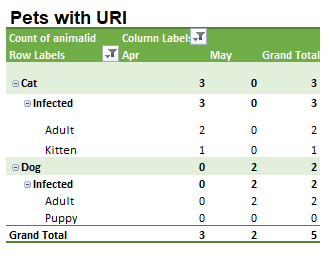 Pets with URI
Count of animalid Column Labels
Row Labels Apr May Grand Total
Cat 3 0 3
Infected 3 0 3
Adult 2 0 2
Kitten 1 0 1
Dog 0 2 2
Infected 0 2 2
Adult 0 2 2
Puppy 0 0 0
Grand Total 3 2 5